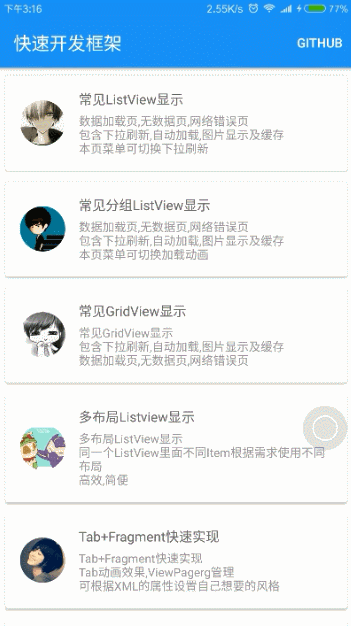 下午3:16
2.55K/s
77%
快速开发框架
GITHUB
常见ListView显示
数据加载页,无数据页,网络错误页
包含下拉刷新,自动加载,图片显示及缓存
本页菜单可切换下拉刷新
常见分组ListView显示
数据加载页,无数据页,网络错误页
包含下拉刷新,自动加载,图片显示及缓存
本页菜单可切换加载动画
常见GridView显示
常见GridView显示
包含下拉刷新,自动加载,图片显示及缓存
数据加载页,无数据页,网络错误页
多布局Listview显示
多布局ListView显示
同一个ListView里面不同Item根据需求使用不同
布局
高效,简便
Tab+Fragment快速实现
Tab+Fragment快速实现
Tab动画效果,ViewPagerg管理
可根据XML的属性设置自己想要的风格